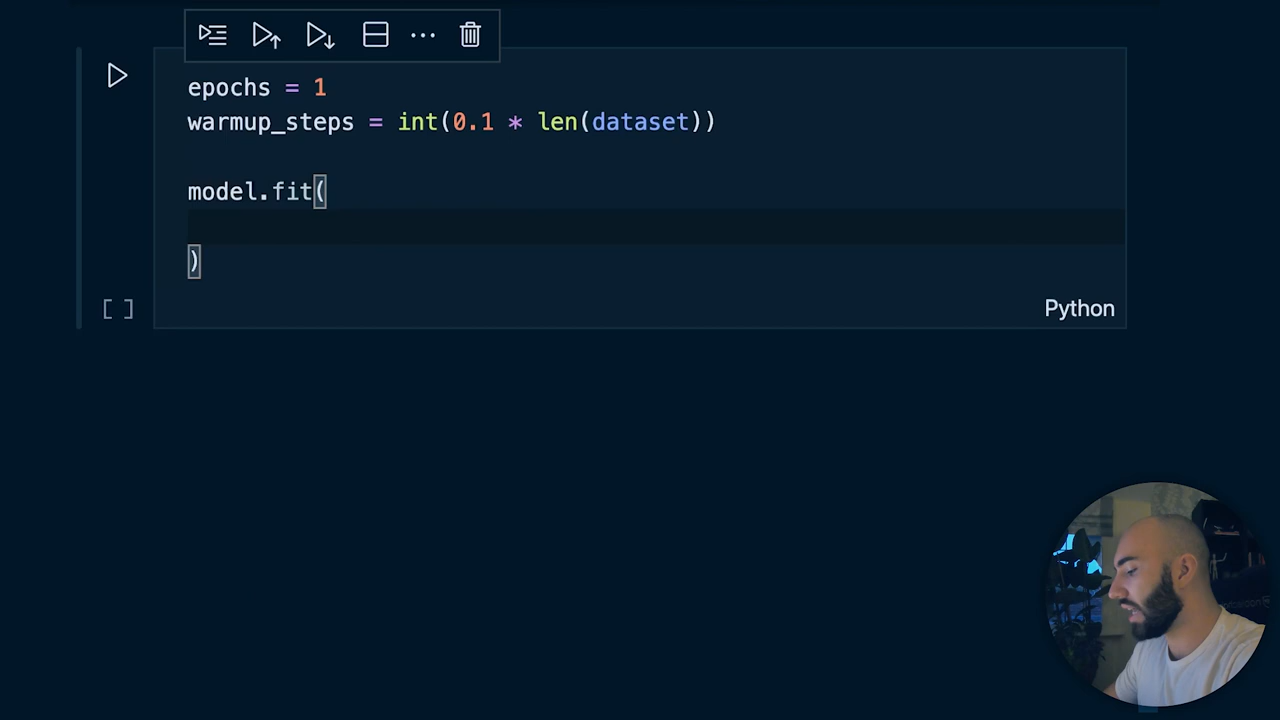 epochs = 1
warmup_steps = int(0.1 * len(dataset))
model.fit(
)
[ ]
Python